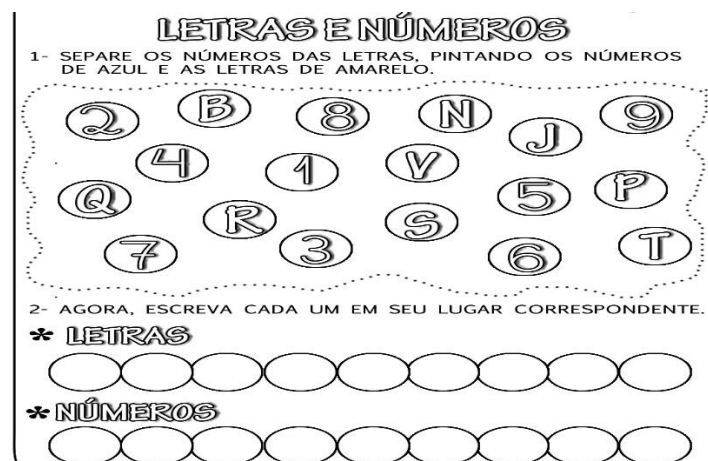 LETRAS E NÚMEROS
1- SEPARE OS NÚMEROS DAS LETRAS, PINTANDO OS NÚMEROS
DE AZUL E AS LETRAS DE AMARELO.
2 B 8 N J 9
4 1 V
Q R S 5 P
7 3 6 T
2- AGORA, ESCREVA CADA UM EM SEU LUGAR CORRESPONDENTE.
* LETRAS
* NÚMEROS